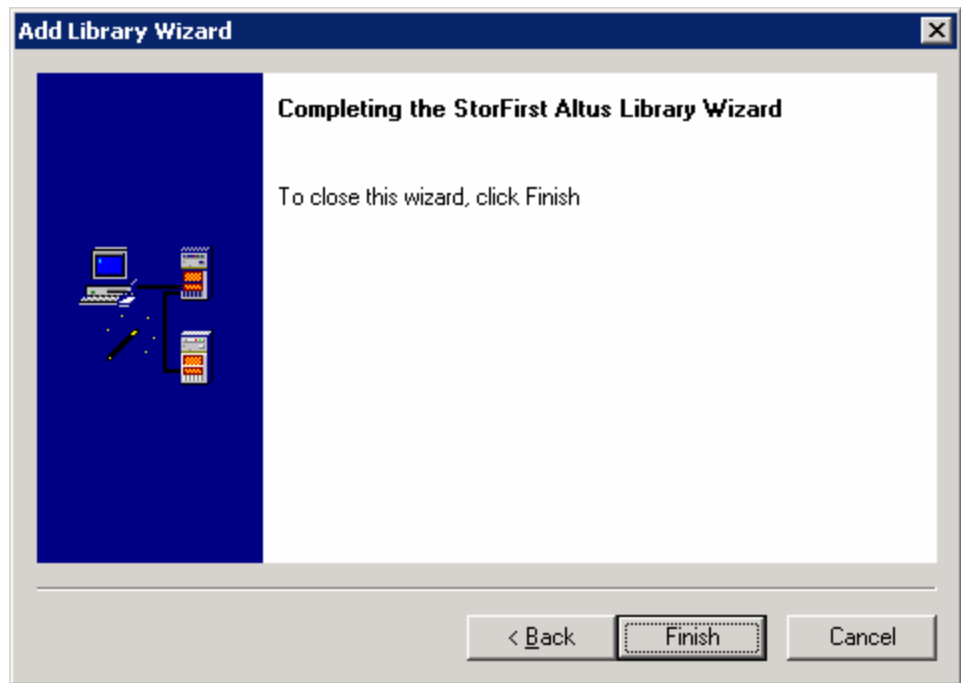 Add Library Wizard
Completing the StorFirst Altus Library Wizard
To close this wizard, click Finish
< Back
Finish
Cancel